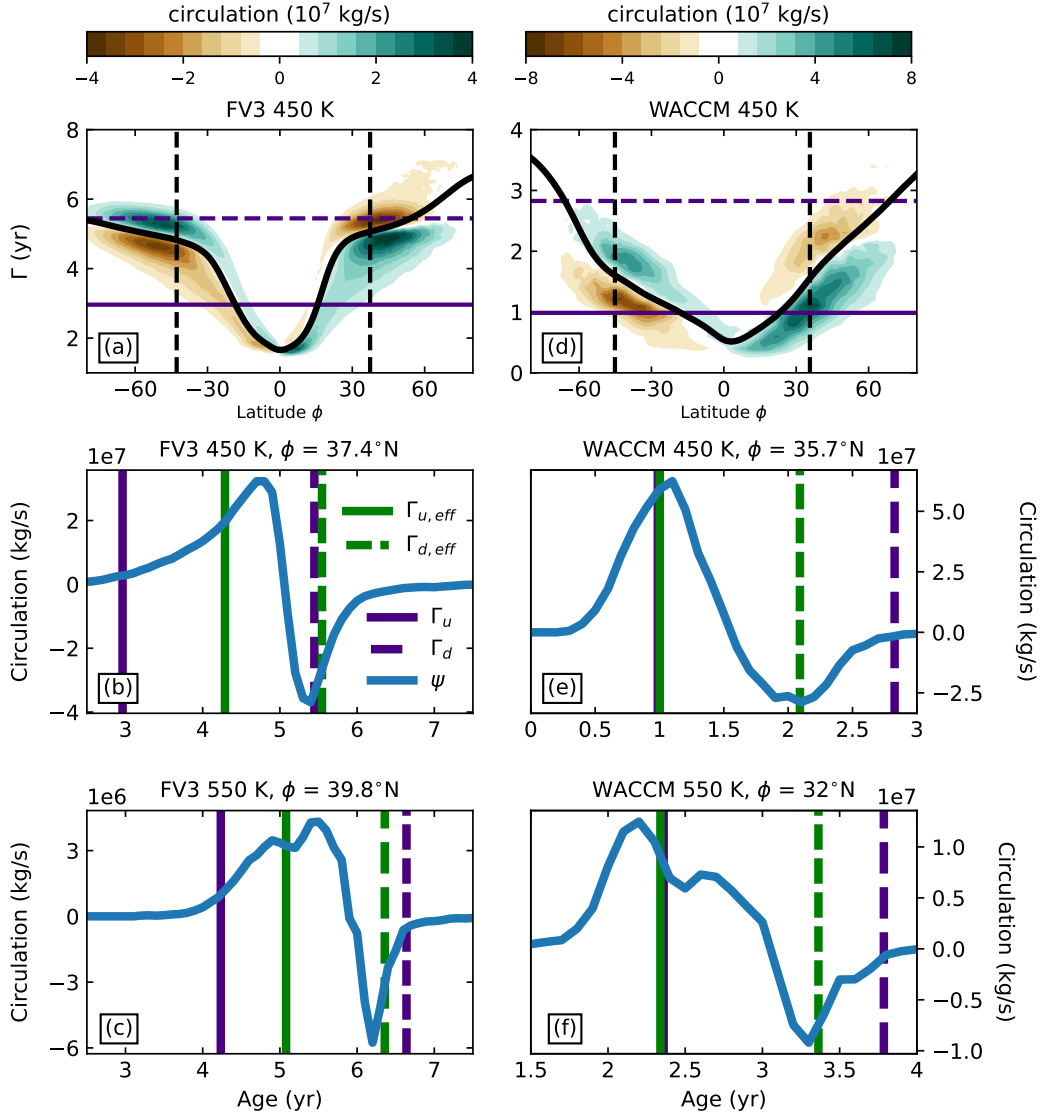 circulation (10⁷ kg/s)
circulation (10⁷ kg/s)
−4 −2 0 2 4
−8 −4 0 4 8
FV3 450 K
WACCM 450 K
8
6
4
2
Γ (yr)
(a)
−60 −30 0 30 60
Latitude ϕ
4
3
2
1
0
(d)
−60 −30 0 30 60
Latitude ϕ
1e7
FV3 450 K, ϕ = 37.4°N
Circulation (kg/s)
2
0
−2
−4
Γu, eff
Γd, eff
Γu
Γd
ψ
(b)
3 4 5 6 7
WACCM 450 K, ϕ = 35.7°N
1e7
5.0
2.5
0.0
−2.5
Circulation (kg/s)
(e)
0 0.5 1 1.5 2 2.5 3
1e6
FV3 550 K, ϕ = 39.8°N
Circulation (kg/s)
3
0
−3
−6
(c)
3 4 5 6 7
Age (yr)
WACCM 550 K, ϕ = 32°N
1e7
1.0
0.5
0.0
−0.5
−1.0
Circulation (kg/s)
(f)
1.5 2 2.5 3 3.5 4
Age (yr)